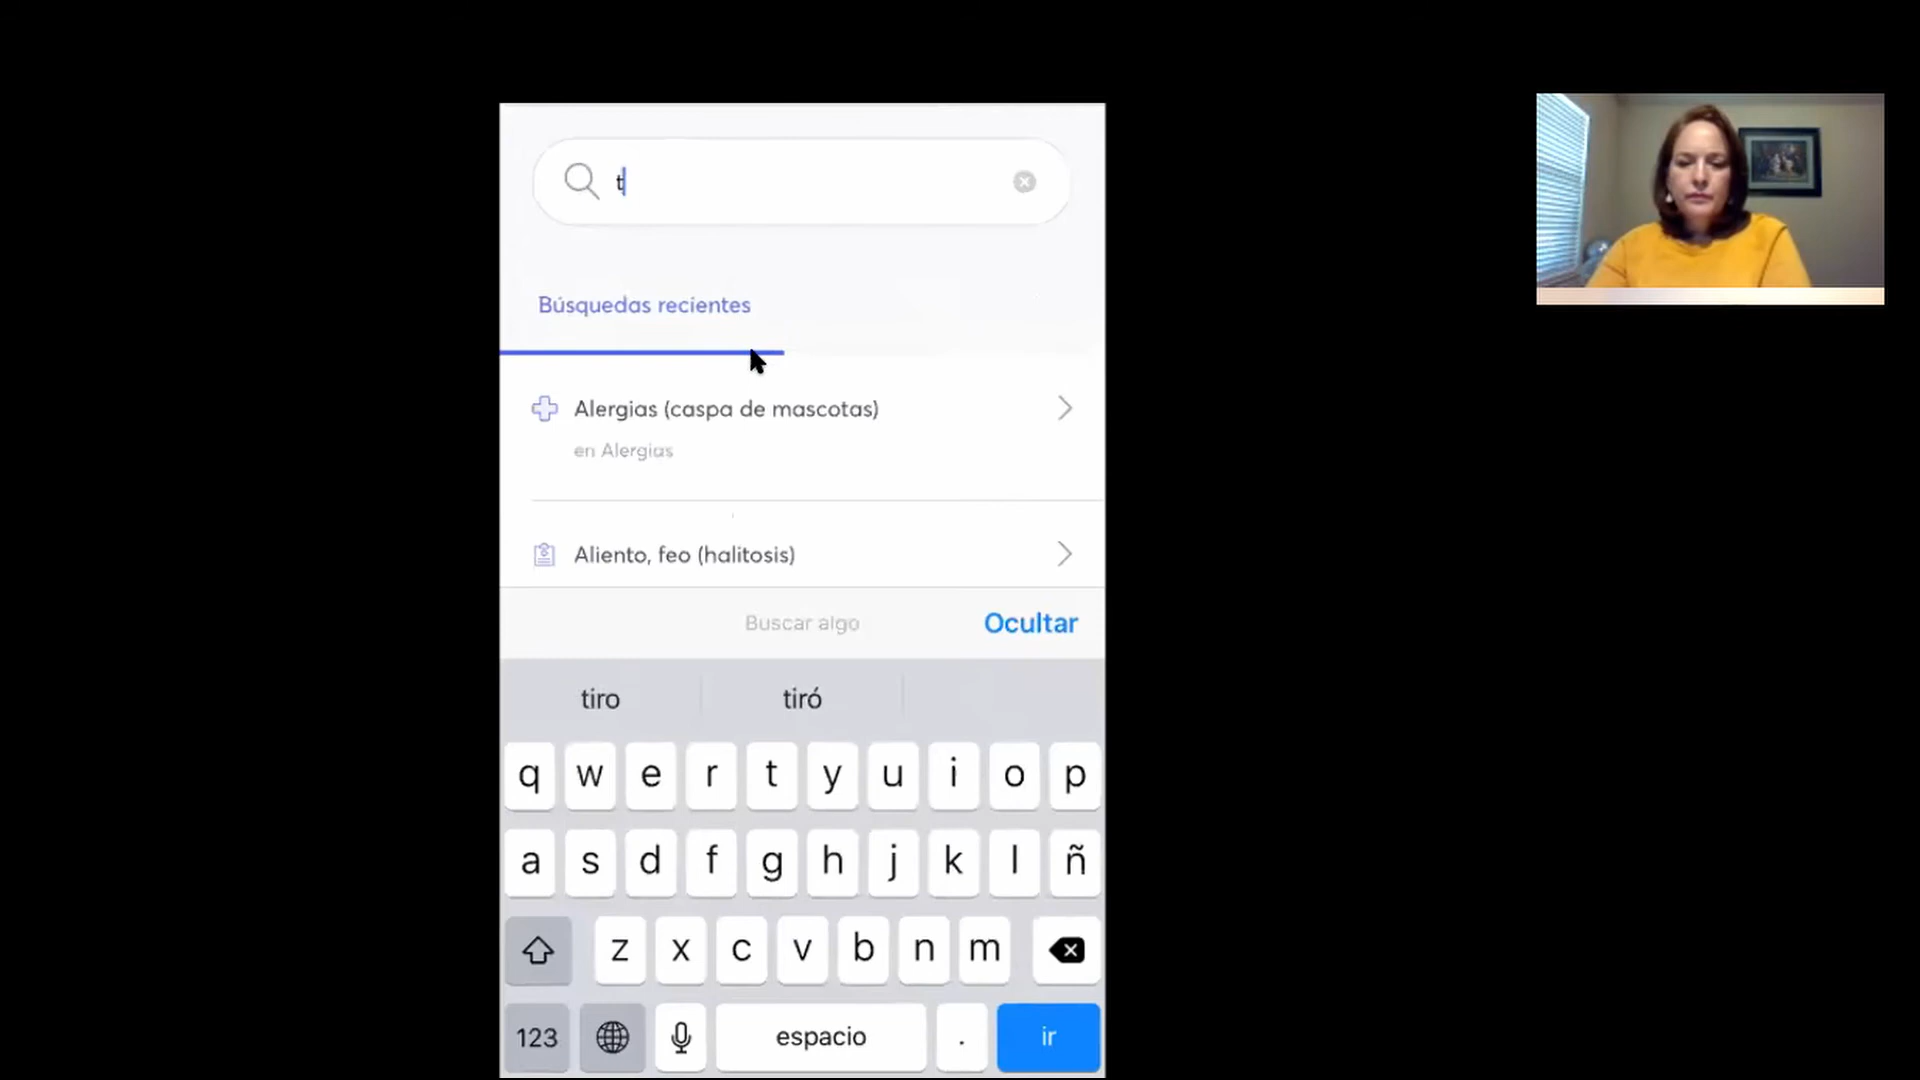 t
Búsquedas recientes
Alergias (caspa de mascotas)
en Alergias
Aliento, feo (halitosis)
Buscar algo Ocultar
tiro tiró
q w e r t y u i o p
a s d f g h j k l ñ
z x c v b n m
123 espacio . ir